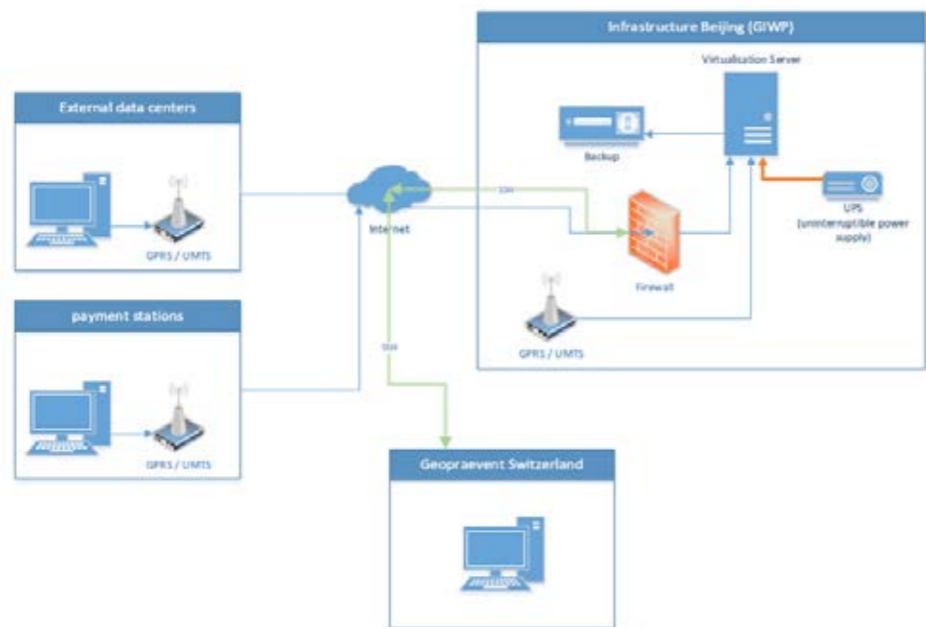 Infrastructure Beijing (GIWP)
Virtualisation Server
External data centers
Backup
UPS
(uninterruptible power
supply)
GPRS / UMTS
Internet
SSH
Firewall
payment stations
GPRS / UMTS
SSH
GPRS / UMTS
Geopraevent Switzerland